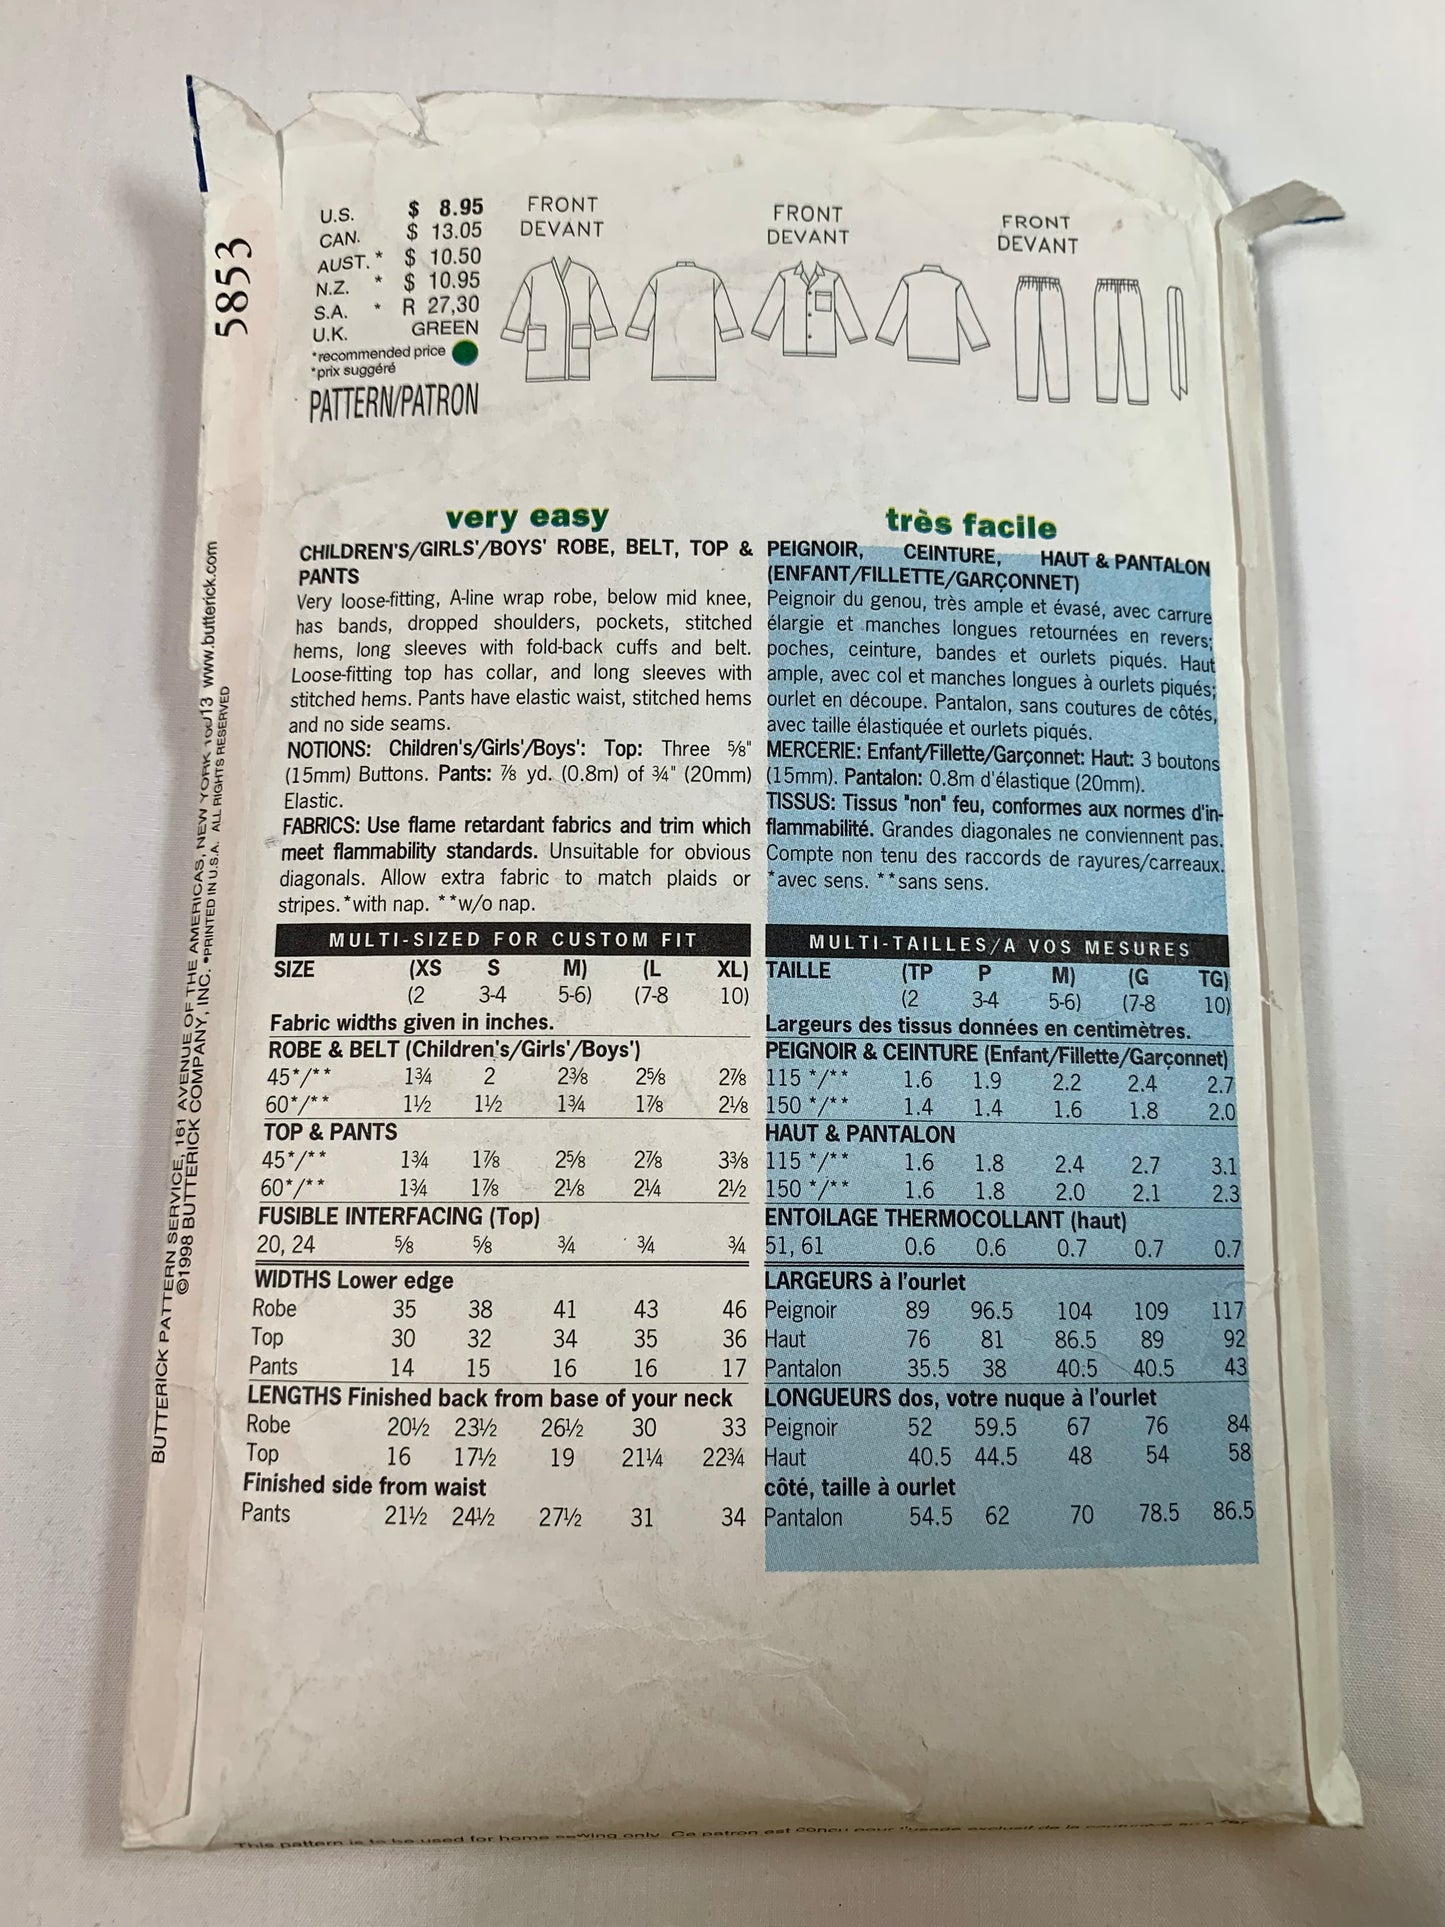 5853
U.S. $ 8.95
CAN. $ 13.05
AUST. * $ 10.50
N.Z. * $ 10.95
S.A. * R 27,30
U.K. GREEN
*recommended price
*prix suggéré
PATTERN/PATRON
FRONT
DEVANT
FRONT
DEVANT
FRONT
DEVANT
very easy
CHILDREN'S/GIRLS'/BOYS' ROBE, BELT, TOP &
PANTS
Very loose-fitting, A-line wrap robe, below mid knee,
has bands, dropped shoulders, pockets, stitched
hems, long sleeves with fold-back cuffs and belt.
Loose-fitting top has collar, and long sleeves with
stitched hems. Pants have elastic waist, stitched hems
and no side seams.
NOTIONS: Children's/Girls'/Boys': Top: Three ⅝"
(15mm) Buttons. Pants: ⅞ yd. (0.8m) of ¾" (20mm)
Elastic.
FABRICS: Use flame retardant fabrics and trim which
meet flammability standards. Unsuitable for obvious
diagonals. Allow extra fabric to match plaids or
stripes. *with nap. **w/o nap.
MULTI-SIZED FOR CUSTOM FIT
SIZE (XS S M) (L XL)
(2 3-4 5-6) (7-8 10)
Fabric widths given in inches.
ROBE & BELT (Children's/Girls'/Boys')
45*/** 1¾ 2 2⅜ 2⅝ 2⅞
60*/** 1½ 1½ 1¾ 1⅞ 2⅛
TOP & PANTS
45*/** 1¾ 1⅞ 2⅝ 2⅞ 3⅜
60*/** 1¾ 1⅞ 2⅛ 2¼ 2½
FUSIBLE INTERFACING (Top)
20, 24 ⅝ ⅝ ¾ ¾ ¾
WIDTHS Lower edge
Robe 35 38 41 43 46
Top 30 32 34 35 36
Pants 14 15 16 16 17
LENGTHS Finished back from base of your neck
Robe 20½ 23½ 26½ 30 33
Top 16 17½ 19 21¼ 22¾
Finished side from waist
Pants 21½ 24½ 27½ 31 34
très facile
PEIGNOIR, CEINTURE, HAUT & PANTALON
(ENFANT/FILLETTE/GARÇONNET)
Peignoir du genou, très ample et évasé, avec carrure
élargie et manches longues retournées en revers;
poches, ceinture, bandes et ourlets piqués. Haut
ample, avec col et manches longues à ourlets piqués;
ourlet en découpe. Pantalon, sans coutures de côtés,
avec taille élastiquée et ourlets piqués.
MERCERIE: Enfant/Fillette/Garçonnet: Haut: 3 boutons
(15mm). Pantalon: 0.8m d'élastique (20mm).
TISSUS: Tissus "non" feu, conformes aux normes d'in-
flammabilité. Grandes diagonales ne conviennent pas.
Compte non tenu des raccords de rayures/carreaux.
*avec sens. **sans sens.
MULTI-TAILLES/A VOS MESURES
TAILLE (TP P M) (G TG)
(2 3-4 5-6) (7-8 10)
Largeurs des tissus données en centimètres.
PEIGNOIR & CEINTURE (Enfant/Fillette/Garçonnet)
115 */** 1.6 1.9 2.2 2.4 2.7
150 */** 1.4 1.4 1.6 1.8 2.0
HAUT & PANTALON
115 */** 1.6 1.8 2.4 2.7 3.1
150 */** 1.6 1.8 2.0 2.1 2.3
ENTOILAGE THERMOCOLLANT (haut)
51, 61 0.6 0.6 0.7 0.7 0.7
LARGEURS à l'ourlet
Peignoir 89 96.5 104 109 117
Haut 76 81 86.5 89 92
Pantalon 35.5 38 40.5 40.5 43
LONGUEURS dos, votre nuque à l'ourlet
Peignoir 52 59.5 67 76 84
Haut 40.5 44.5 48 54 58
côté, taille à ourlet
Pantalon 54.5 62 70 78.5 86.5
BUTTERICK PATTERN SERVICE, 161 AVENUE OF THE AMERICAS, NEW YORK 10013 www.butterick.com
©1998 BUTTERICK COMPANY, INC. •PRINTED IN U.S.A. ALL RIGHTS RESERVED
This pattern is to be used for home sewing only. Ce patron est conçu pour